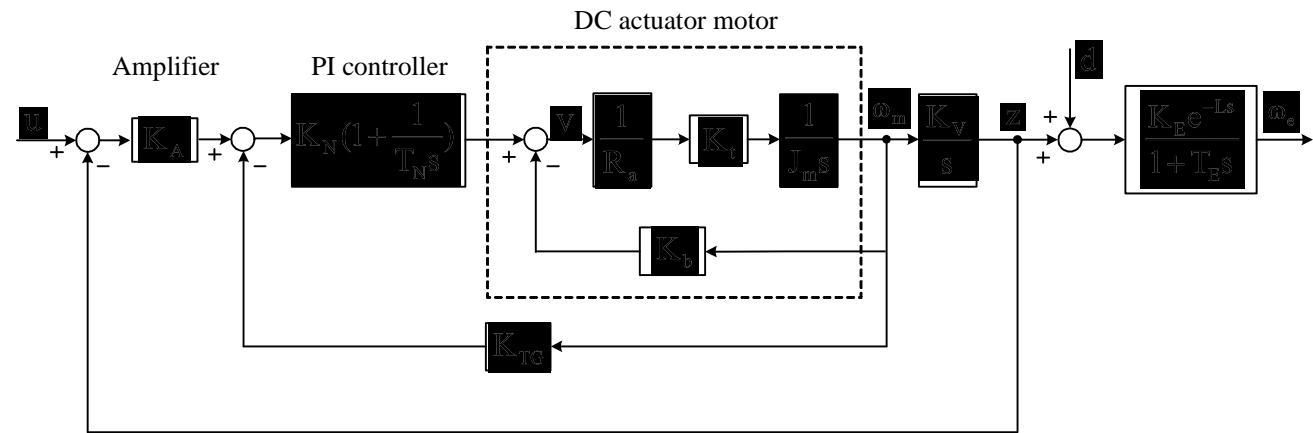 DC actuator motor
Amplifier
PI controller
u
+
−
K_A
+
−
K_N(1+1/(T_N s))
+
−
V
1/R_a
K_t
1/(J_m s)
ω_m
K_V/s
z
+
d
+
K_E e^{-Ls}/(1+T_E s)
ω_e
K_b
K_TG